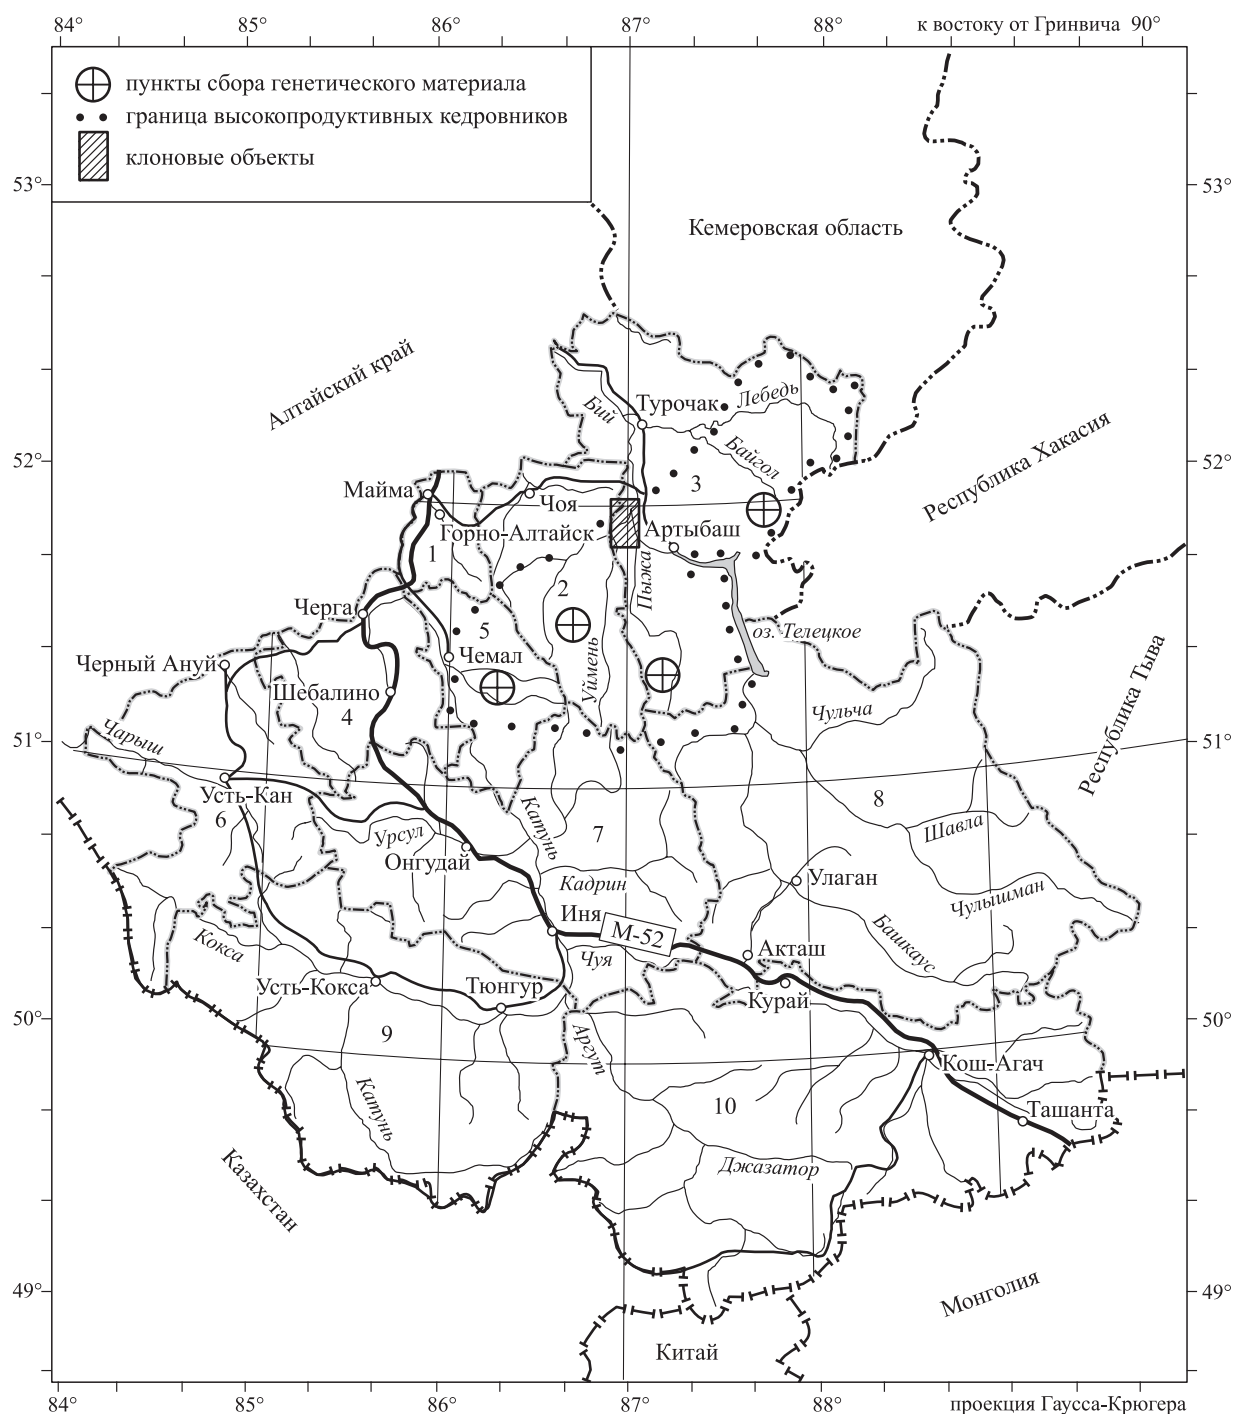 84°
85°
86°
87°
88°
к востоку от Гринвича 90°
пункты сбора генетического материала
граница высокопродуктивных кедровников
клоновые объекты
53°
53°
Кемеровская область
Алтайский край
Лебедь
Бий
Турочак
Байгол
Республика Хакасия
52°
52°
Майма
Чоя
3
Горно-Алтайск
Артыбаш
1
2
Пыжа
Черга
5
оз. Телецкое
Черный Ануй
Чемал
Шебалино
Уймень
4
Чульча
Республика Тыва
Чарыш
51°
51°
Усть-Кан
6
8
Урсул
Катунь
7
Шавла
Онгудай
Кадрин
Улаган
Чулышман
Иня
М-52
Башкаус
Кокса
Чуя
Акташ
Усть-Кокса
Тюнгур
Курай
50°
50°
9
Аргут
Кош-Агач
Катунь
10
Ташанта
Джазатор
Казахстан
49°
49°
Монголия
Китай
84°
85°
86°
87°
88°
проекция Гаусса-Крюгера